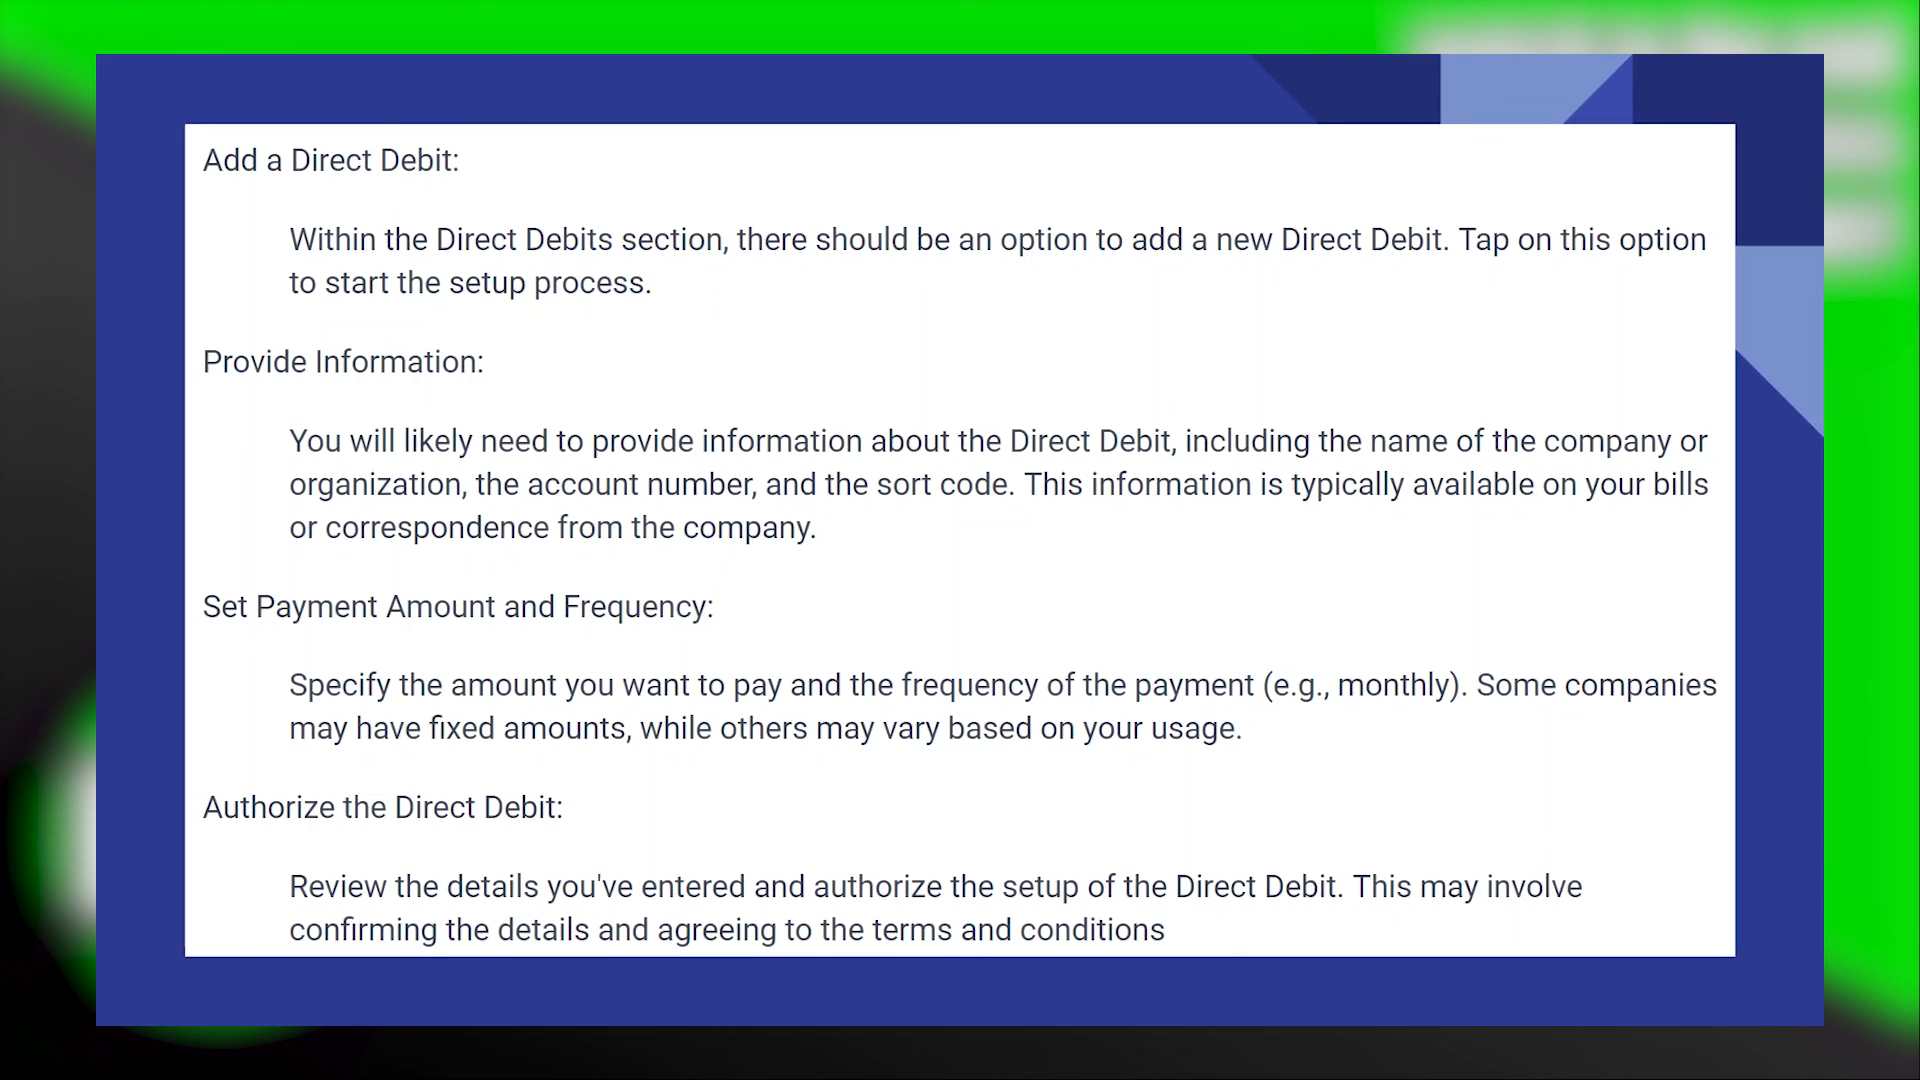 Add a Direct Debit:
Within the Direct Debits section, there should be an option to add a new Direct Debit. Tap on this option
to start the setup process.
Provide Information:
You will likely need to provide information about the Direct Debit, including the name of the company or
organization, the account number, and the sort code. This information is typically available on your bills
or correspondence from the company.
Set Payment Amount and Frequency:
Specify the amount you want to pay and the frequency of the payment (e.g., monthly). Some companies
may have fixed amounts, while others may vary based on your usage.
Authorize the Direct Debit:
Review the details you've entered and authorize the setup of the Direct Debit. This may involve
confirming the details and agreeing to the terms and conditions